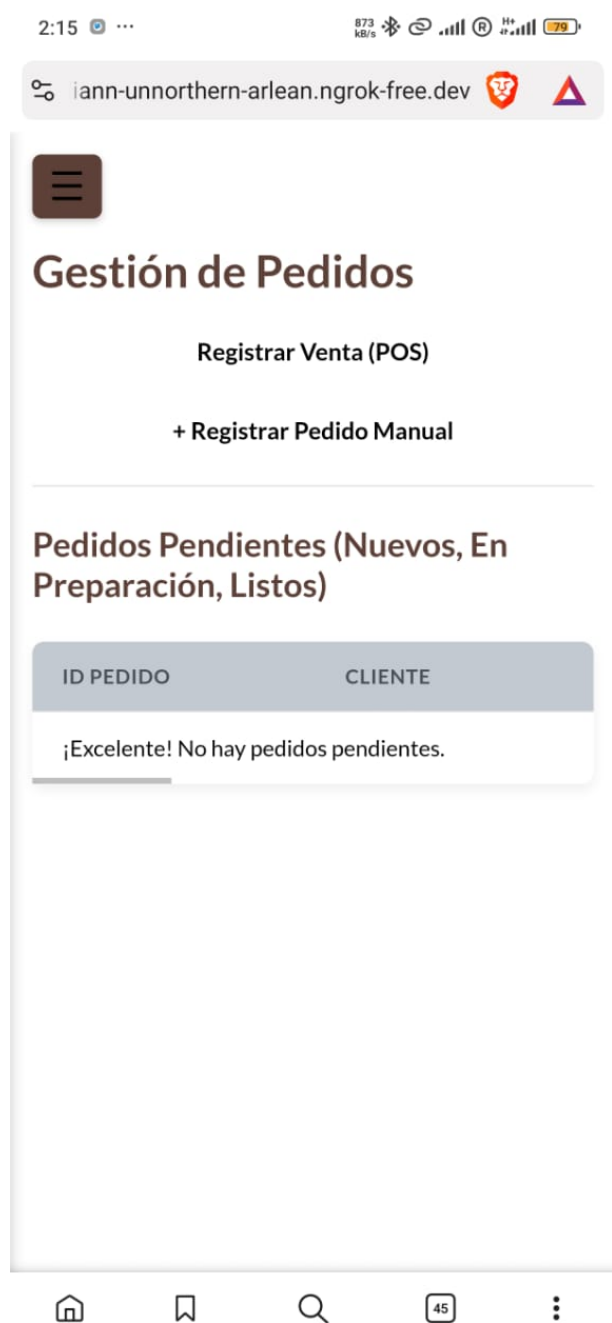 2:15 ...
873 kB/s R H+ 79
iann-unnorthern-arlean.ngrok-free.dev
Gestión de Pedidos
Registrar Venta (POS)
+ Registrar Pedido Manual
Pedidos Pendientes (Nuevos, En
Preparación, Listos)
ID PEDIDO CLIENTE
¡Excelente! No hay pedidos pendientes.
45